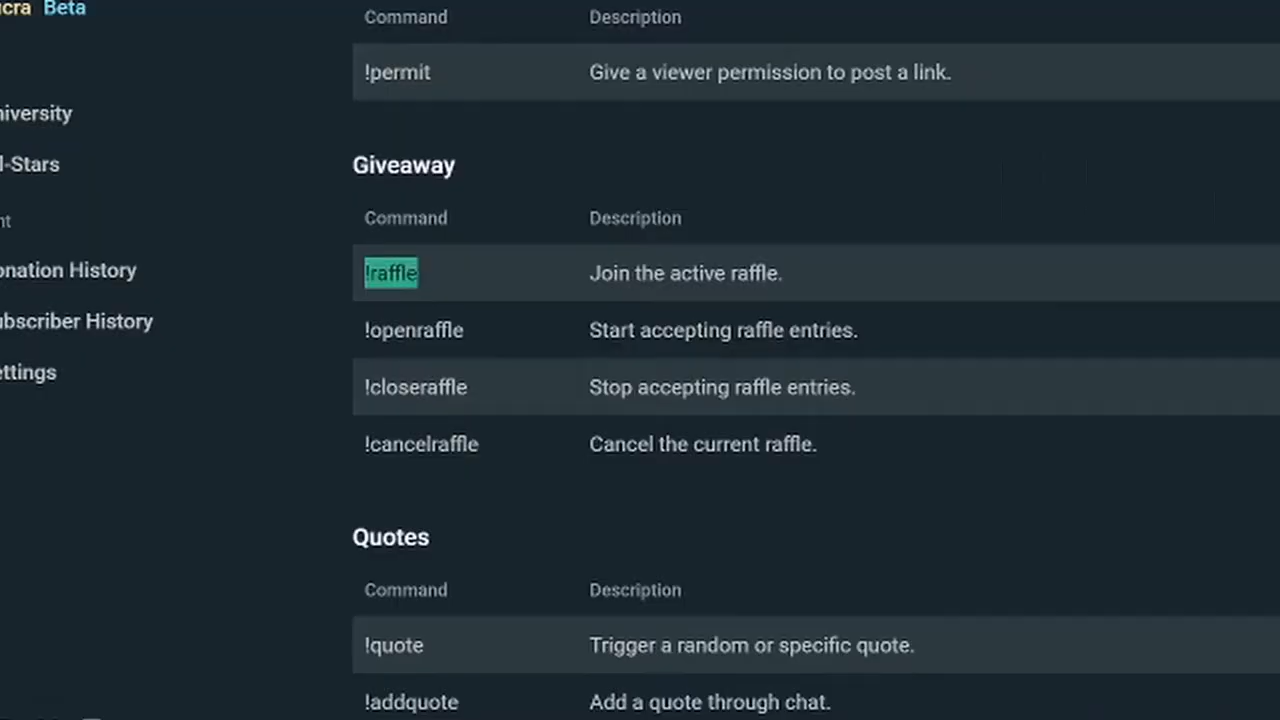 cra Beta
niversity
l-Stars
nt
onation History
ubscriber History
ettings
Command Description
!permit Give a viewer permission to post a link.
Giveaway
Command Description
!raffle Join the active raffle.
!openraffle Start accepting raffle entries.
!closeraffle Stop accepting raffle entries.
!cancelraffle Cancel the current raffle.
Quotes
Command Description
!quote Trigger a random or specific quote.
!addquote Add a quote through chat.